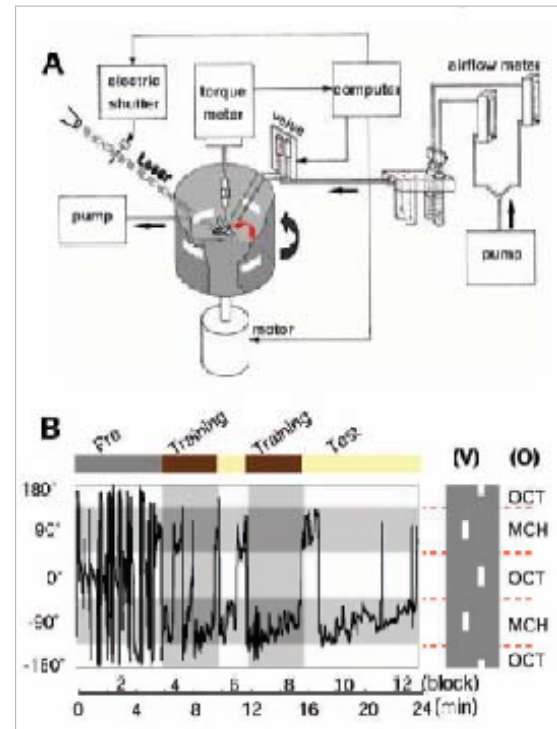 A
electric
shutter
torque
meter
computer
airflow meter
valve
Laser
pump
pump
motor
B
Pre
Training
Training
Test
(V)
(O)
180°
90°
0°
-90°
-180°
OCT
MCH
OCT
MCH
OCT
2 4 6 8 10 12 (block)
0 4 8 12 16 20 24 (min)